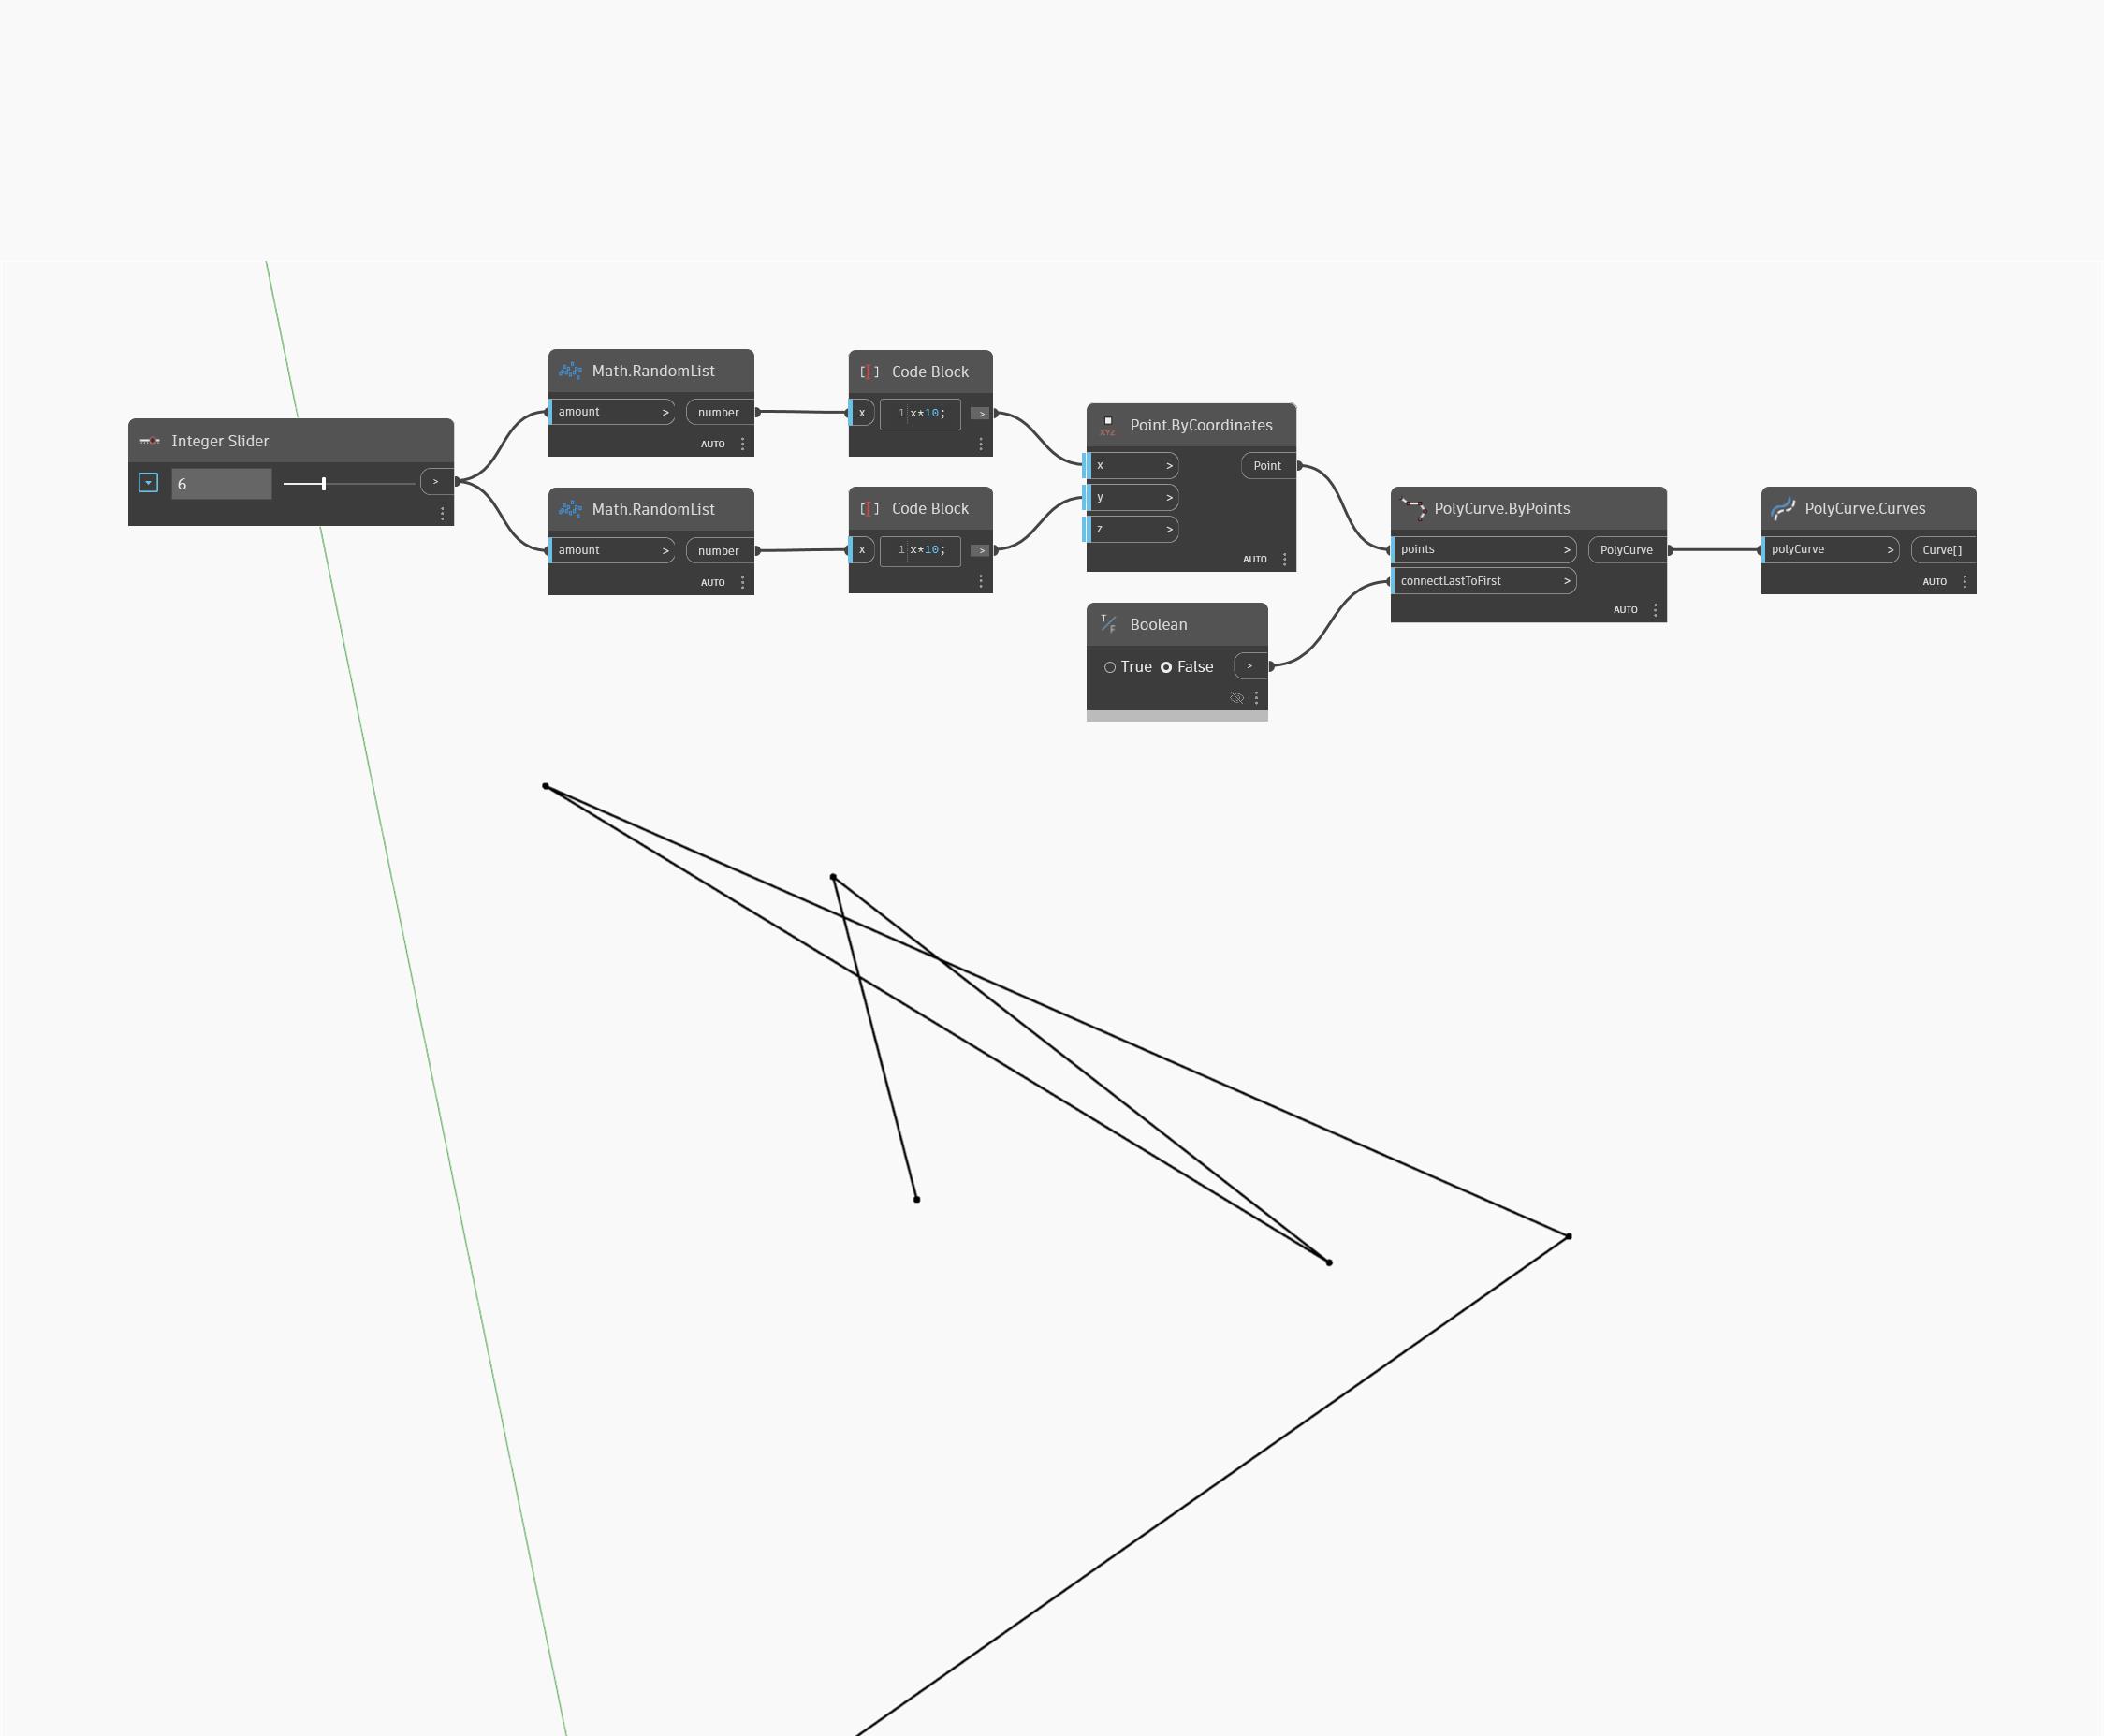 Integer Slider
6
>
Math.RandomList
amount > number
AUTO
Math.RandomList
amount > number
AUTO
Code Block
x 1 x*10; >
Code Block
x 1 x*10; >
Point.ByCoordinates
XYZ
x > Point
y >
z >
AUTO
Boolean
T/F
True False >
PolyCurve.ByPoints
points > PolyCurve
connectLastToFirst >
AUTO
PolyCurve.Curves
polyCurve > Curve[]
AUTO